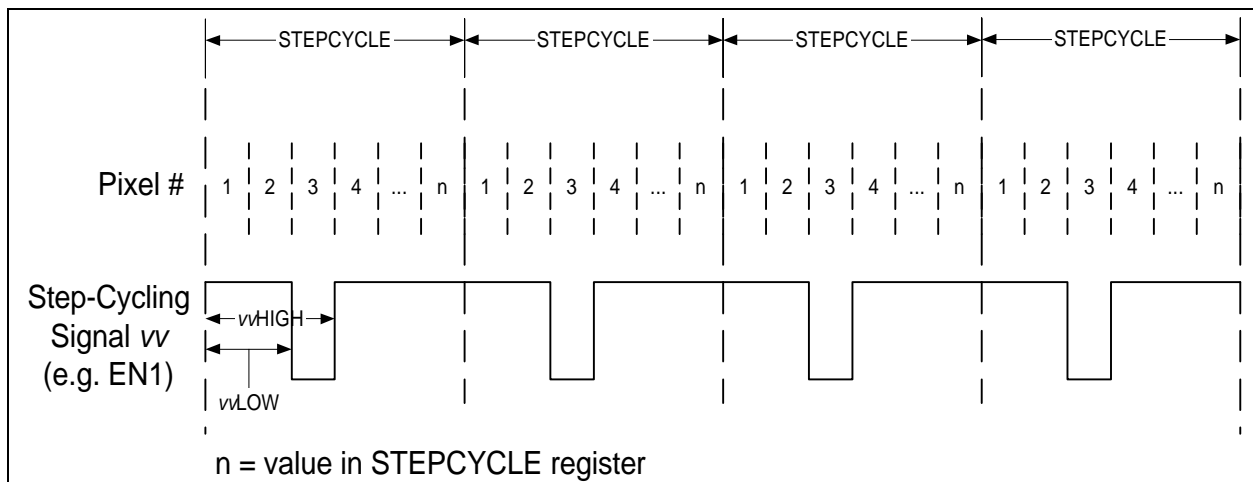 STEPCYCLE STEPCYCLE STEPCYCLE STEPCYCLE
Pixel # 1 2 3 4 ... n 1 2 3 4 ... n 1 2 3 4 ... n 1 2 3 4 ... n
Step-Cycling
Signal vv
(e.g. EN1)
vvHIGH
vvLOW
n = value in STEPCYCLE register